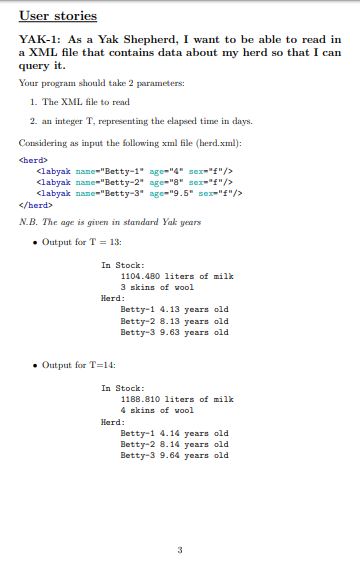 User stories
YAK-1: As a Yak Shepherd, I want to be able to read in
a XML file that contains data about my herd so that I can
query it.
Your program should take 2 parameters:
1. The XML file to read
2. an integer T, representing the elapsed time in days.
Considering as input the following xml file (herd.xml):
<herd>
<labyak name="Betty-1" age="4" sex="f"/>
<labyak name="Betty-2" age="8" sex="f"/>
<labyak name="Betty-3" age="9.5" sex="f"/>
</herd>
N.B. The age is given in standard Yak years
• Output for T = 13:
In Stock:
1104.480 liters of milk
3 skins of wool
Herd:
Betty-1 4.13 years old
Betty-2 8.13 years old
Betty-3 9.63 years old
• Output for T=14:
In Stock:
1188.810 liters of milk
4 skins of wool
Herd:
Betty-1 4.14 years old
Betty-2 8.14 years old
Betty-3 9.64 years old
3